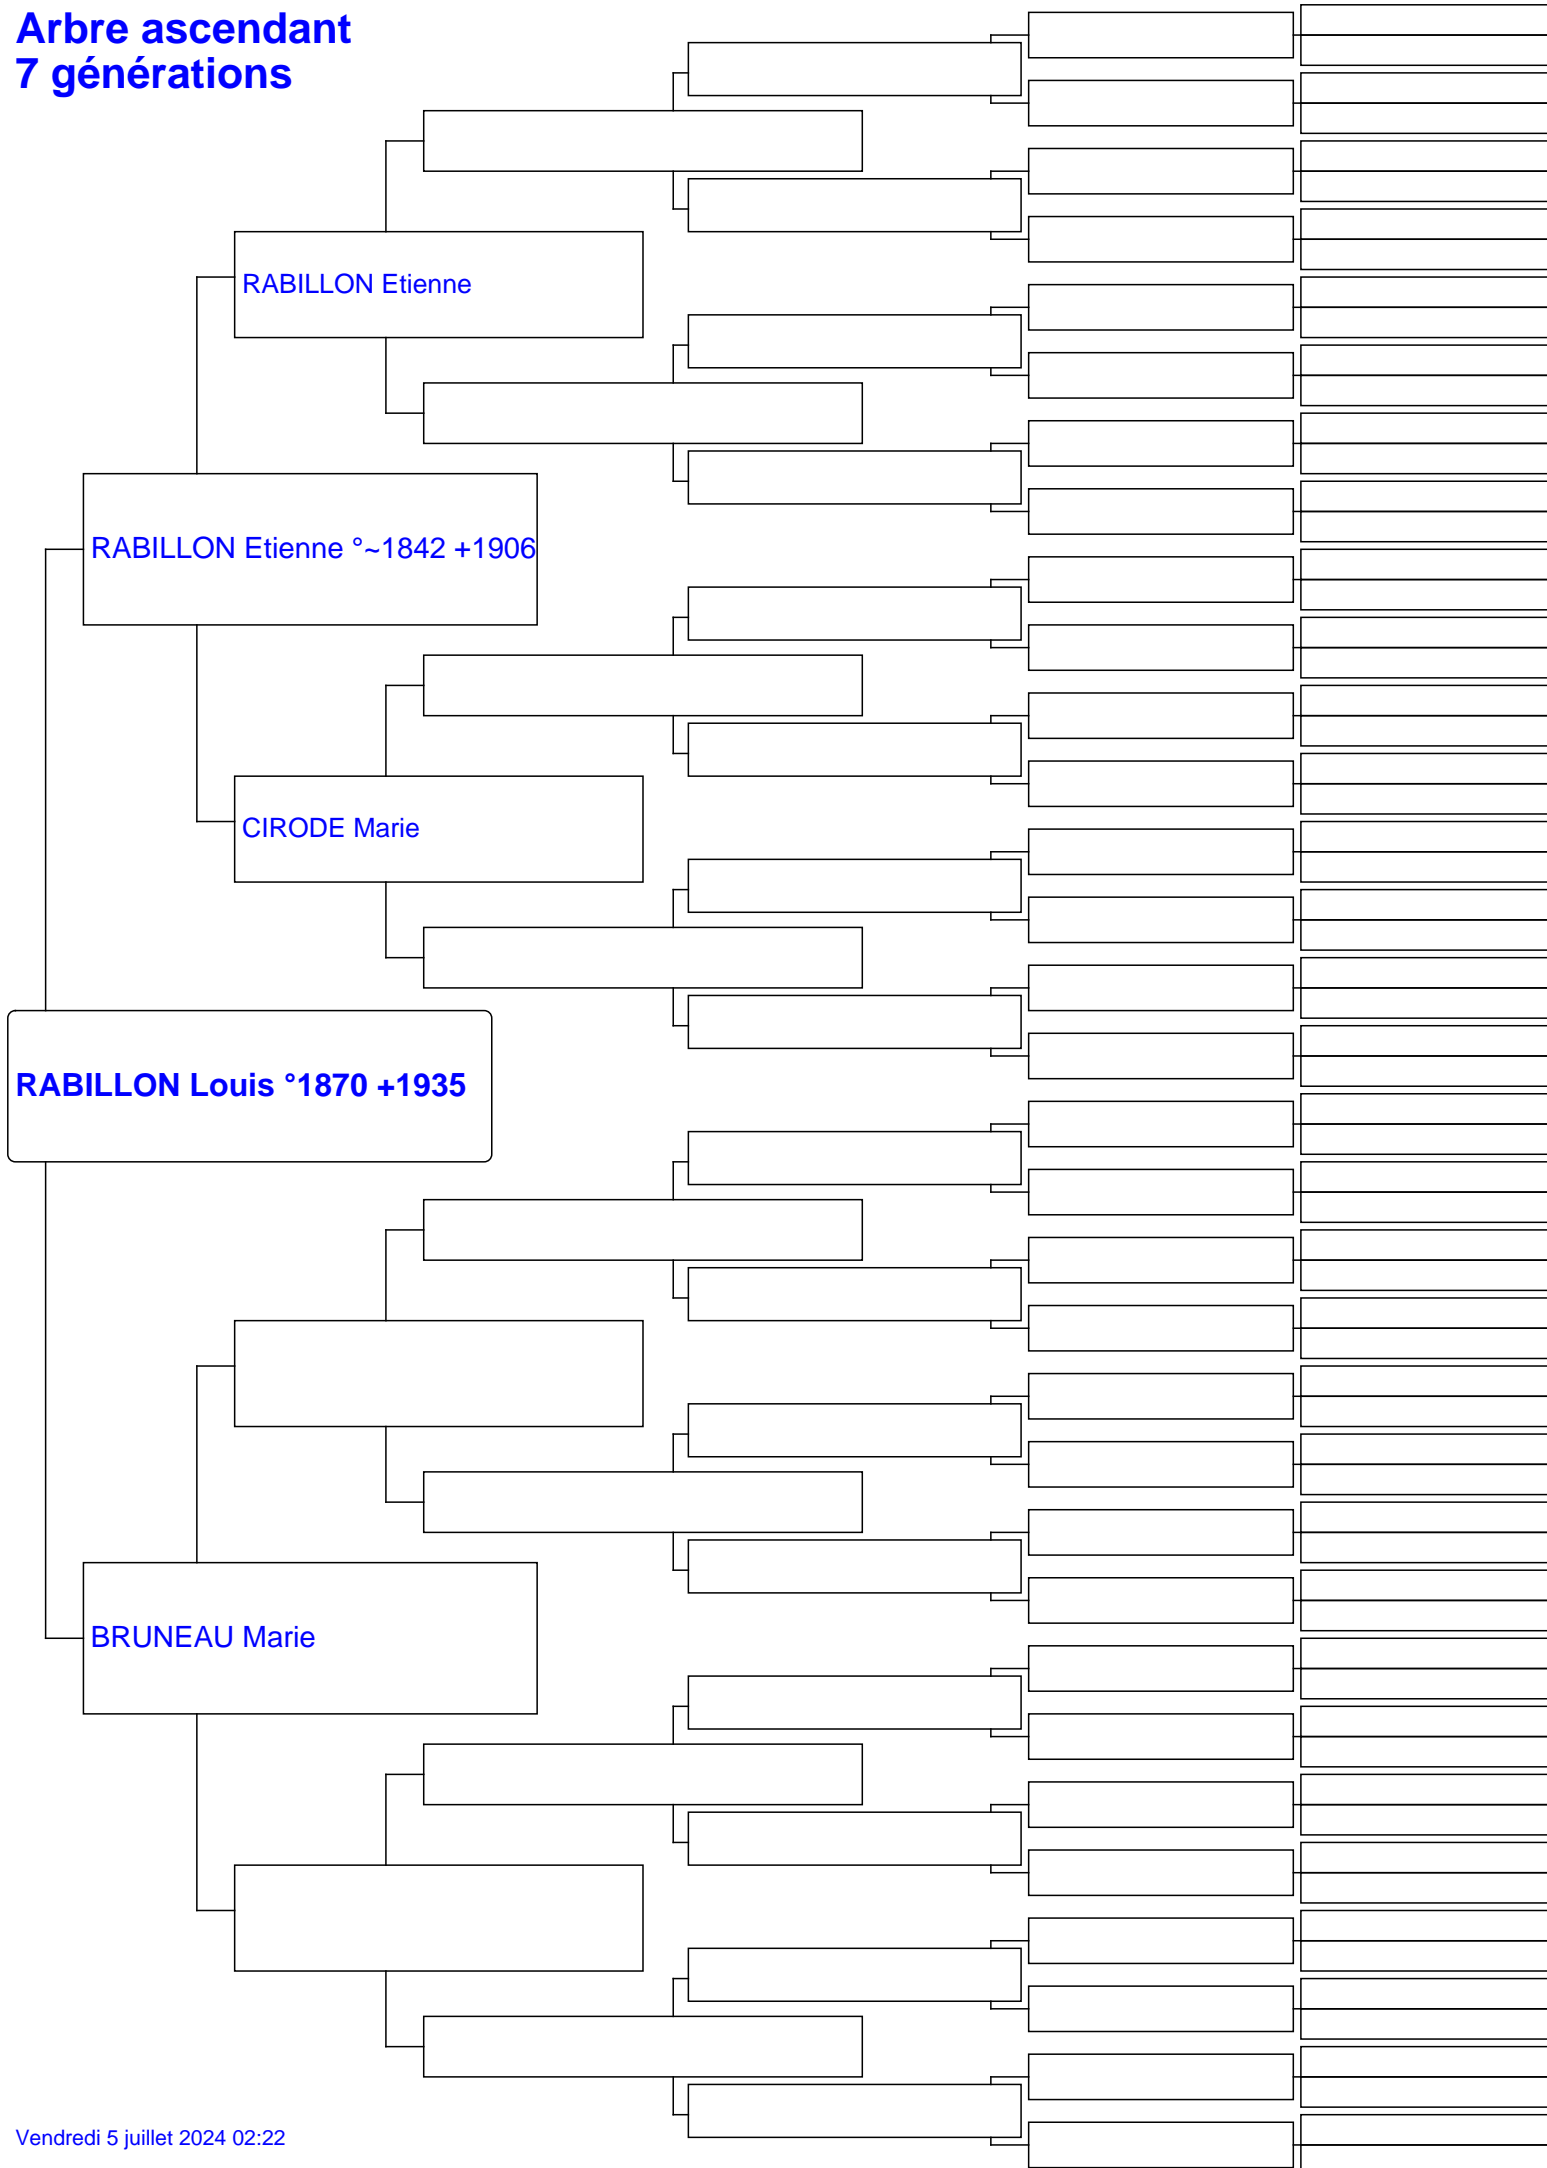 Arbre ascendant
7 générations
RABILLON Etienne
RABILLON Etienne °~1842 +1906
CIRODE Marie
RABILLON Louis °1870 +1935
BRUNEAU Marie
Vendredi 5 juillet 2024 02:22